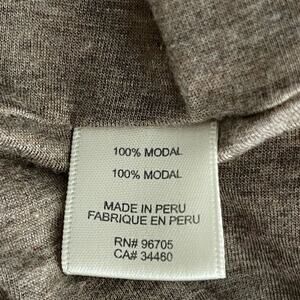 100% MODAL
100% MODAL
MADE IN PERU
FABRIQUE EN PERU
RN# 96705
CA# 34460